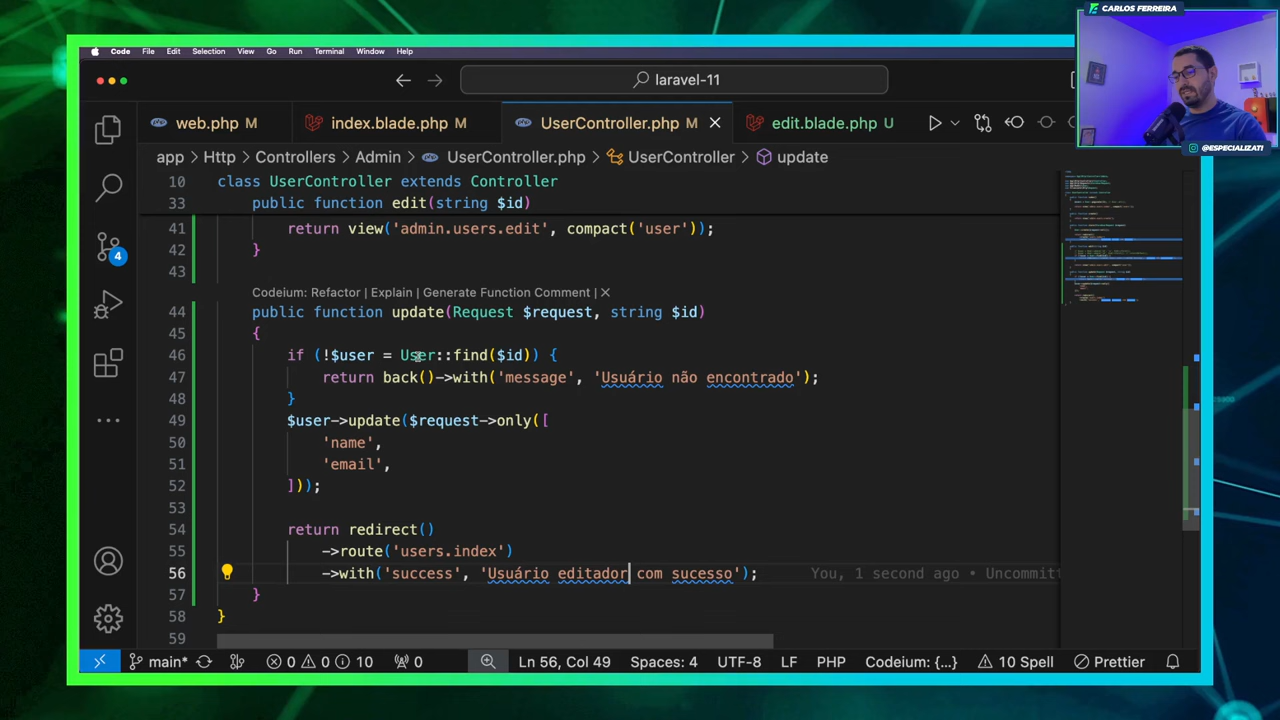 CARLOS FERREIRA
Code File Edit Selection View Go Run Terminal Window Help
laravel-11
web.php M index.blade.php M UserController.php M edit.blade.php U
@ESPECIALIZATI
app > Http > Controllers > Admin > UserController.php > UserController > update
10 class UserController extends Controller
33 public function edit(string $id)
41 return view('admin.users.edit', compact('user'));
42 }
43
Codeium: Refactor | Explain | Generate Function Comment | ×
44 public function update(Request $request, string $id)
45 {
46 if (!$user = User::find($id)) {
47 return back()->with('message', 'Usuário não encontrado');
48 }
49 $user->update($request->only([
50 'name',
51 'email',
52 ]));
53
54 return redirect()
55 ->route('users.index')
56 ->with('success', 'Usuário editador com sucesso'); You, 1 second ago • Uncommitt
57 }
58 }
59
4
main* 0 0 10 0 Ln 56, Col 49 Spaces: 4 UTF-8 LF PHP Codeium: {...} 10 Spell Prettier